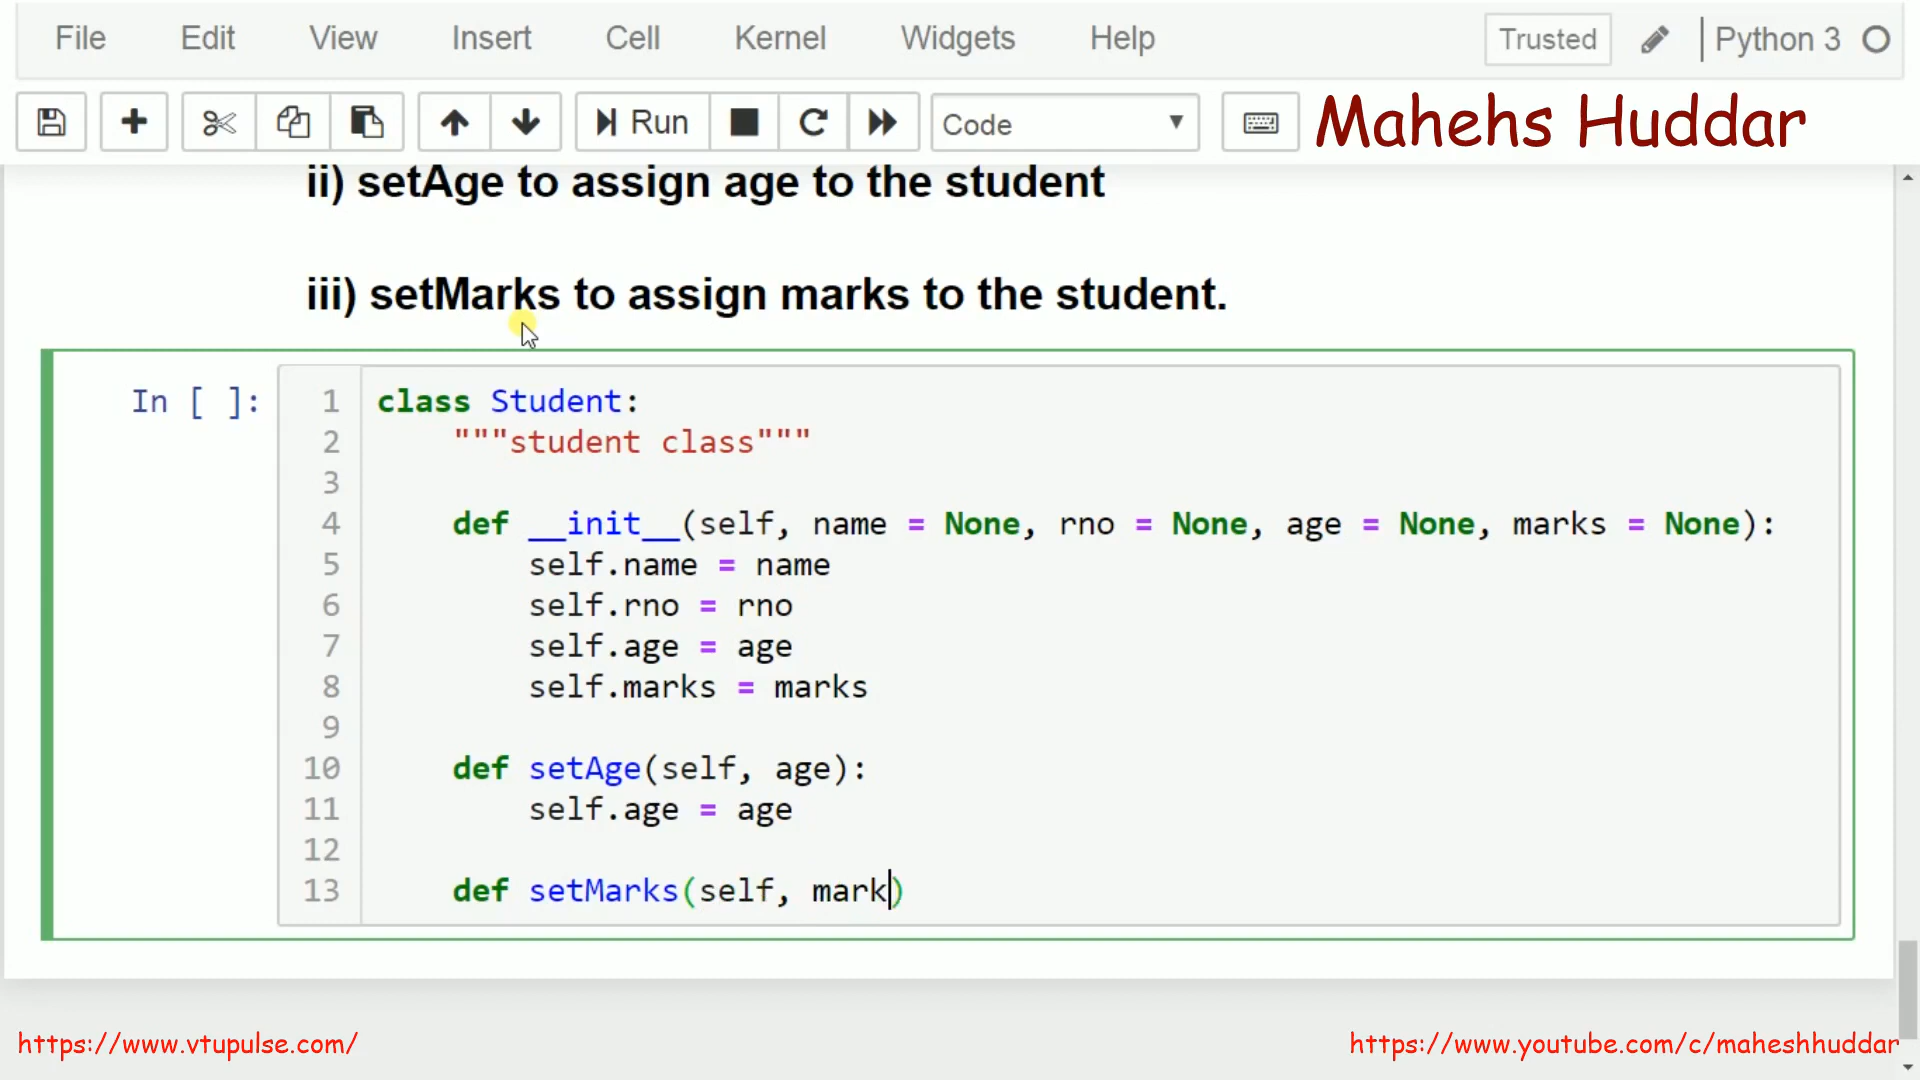 File Edit View Insert Cell Kernel Widgets Help Trusted Python 3
Run Code Mahehs Huddar
ii) setAge to assign age to the student
iii) setMarks to assign marks to the student.
In [ ]:
1 class Student:
2 """student class"""
3
4 def __init__(self, name = None, rno = None, age = None, marks = None):
5 self.name = name
6 self.rno = rno
7 self.age = age
8 self.marks = marks
9
10 def setAge(self, age):
11 self.age = age
12
13 def setMarks(self, mark)
https://www.vtupulse.com/ https://www.youtube.com/c/maheshhuddar